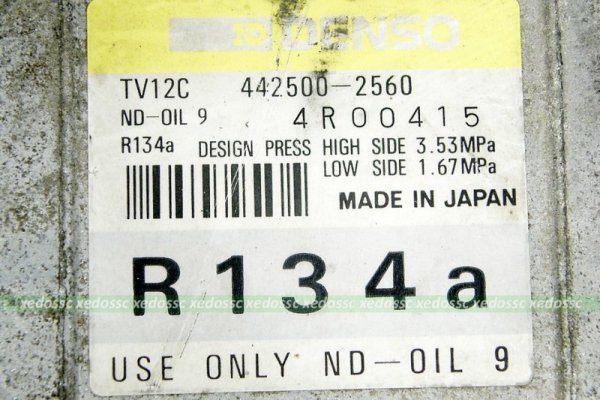 DENSO
TV12C 442500-2560
ND-OIL 9 4R00415
R134a DESIGN PRESS HIGH SIDE 3.53MPa
LOW SIDE 1.67MPa
MADE IN JAPAN
R134a
xedossc xedossc xedossc xedossc xedossc xedossc xedossc xedossc xedossc
USE ONLY ND-OIL 9